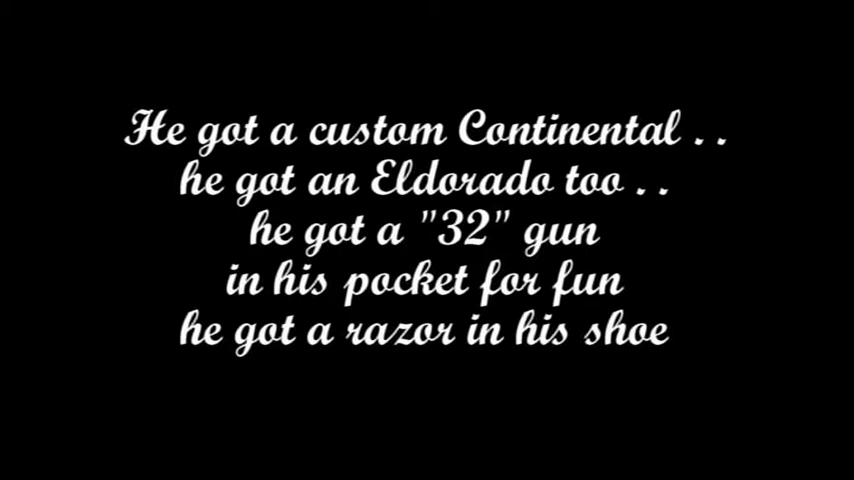 He got a custom Continental . .
he got an Eldorado too . .
he got a "32" gun
in his pocket for fun
he got a razor in his shoe